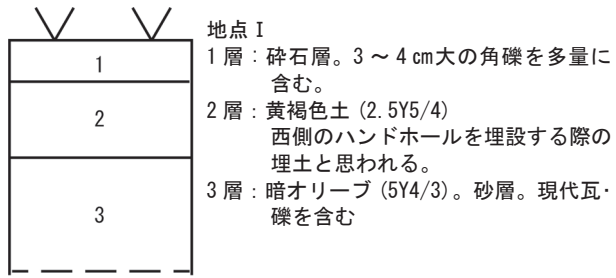 地点Ⅰ
1
1層：砕石層。3～4㎝大の角礫を多量に
含む。
2
2層：黄褐色土（2.5Y5/4）
西側のハンドホールを埋設する際の
埋土と思われる。
3
3層：暗オリーブ（5Y4/3）。砂層。現代瓦・
礫を含む